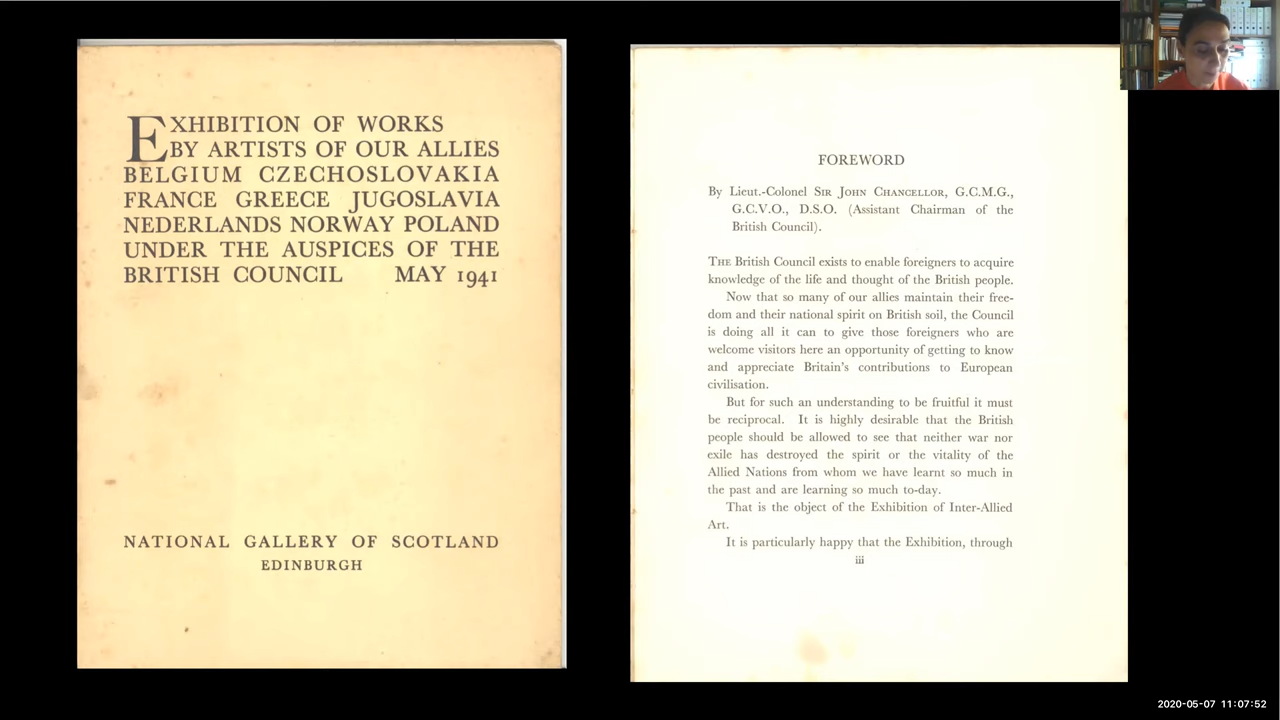 EXHIBITION OF WORKS
BY ARTISTS OF OUR ALLIES
BELGIUM CZECHOSLOVAKIA
FRANCE GREECE JUGOSLAVIA
NEDERLANDS NORWAY POLAND
UNDER THE AUSPICES OF THE
BRITISH COUNCIL MAY 1941
NATIONAL GALLERY OF SCOTLAND
EDINBURGH
FOREWORD
By Lieut.-Colonel SIR JOHN CHANCELLOR, G.C.M.G.,
G.C.V.O., D.S.O. (Assistant Chairman of the
British Council).
THE British Council exists to enable foreigners to acquire
knowledge of the life and thought of the British people.
Now that so many of our allies maintain their free-
dom and their national spirit on British soil, the Council
is doing all it can to give those foreigners who are
welcome visitors here an opportunity of getting to know
and appreciate Britain's contributions to European
civilisation.
But for such an understanding to be fruitful it must
be reciprocal. It is highly desirable that the British
people should be allowed to see that neither war nor
exile has destroyed the spirit or the vitality of the
Allied Nations from whom we have learnt so much in
the past and are learning so much to-day.
That is the object of the Exhibition of Inter-Allied
Art.
It is particularly happy that the Exhibition, through
iii
2020-05-07 11:07:52